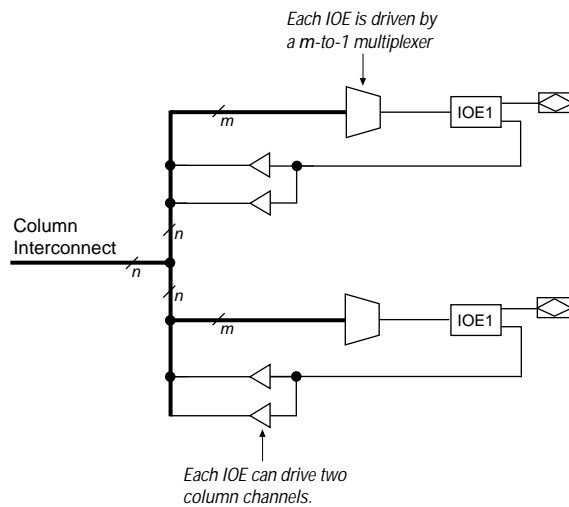 Each IOE is driven by
a m-to-1 multiplexer
m
IOE1
Column
Interconnect
n
n
n
m
IOE1
Each IOE can drive two
column channels.